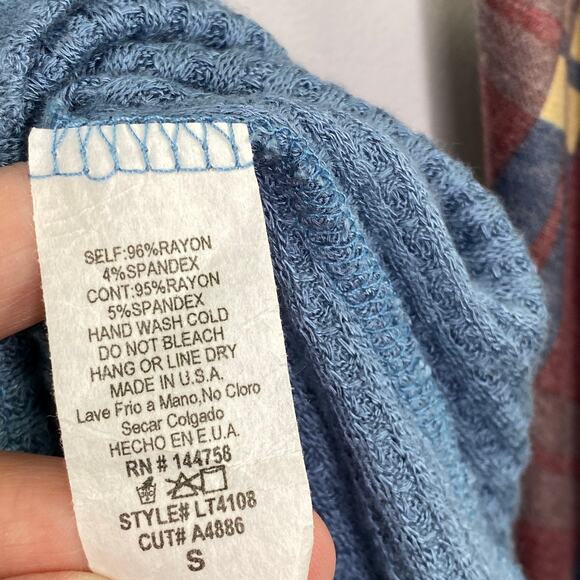 SELF:96%RAYON
4%SPANDEX
CONT:95%RAYON
5%SPANDEX
HAND WASH COLD
DO NOT BLEACH
HANG OR LINE DRY
MADE IN U.S.A.
Lave Frio a Mano,No Cloro
Secar Colgado
HECHO EN E.U.A.
RN # 144758
STYLE# LT4108
CUT# A4886
S